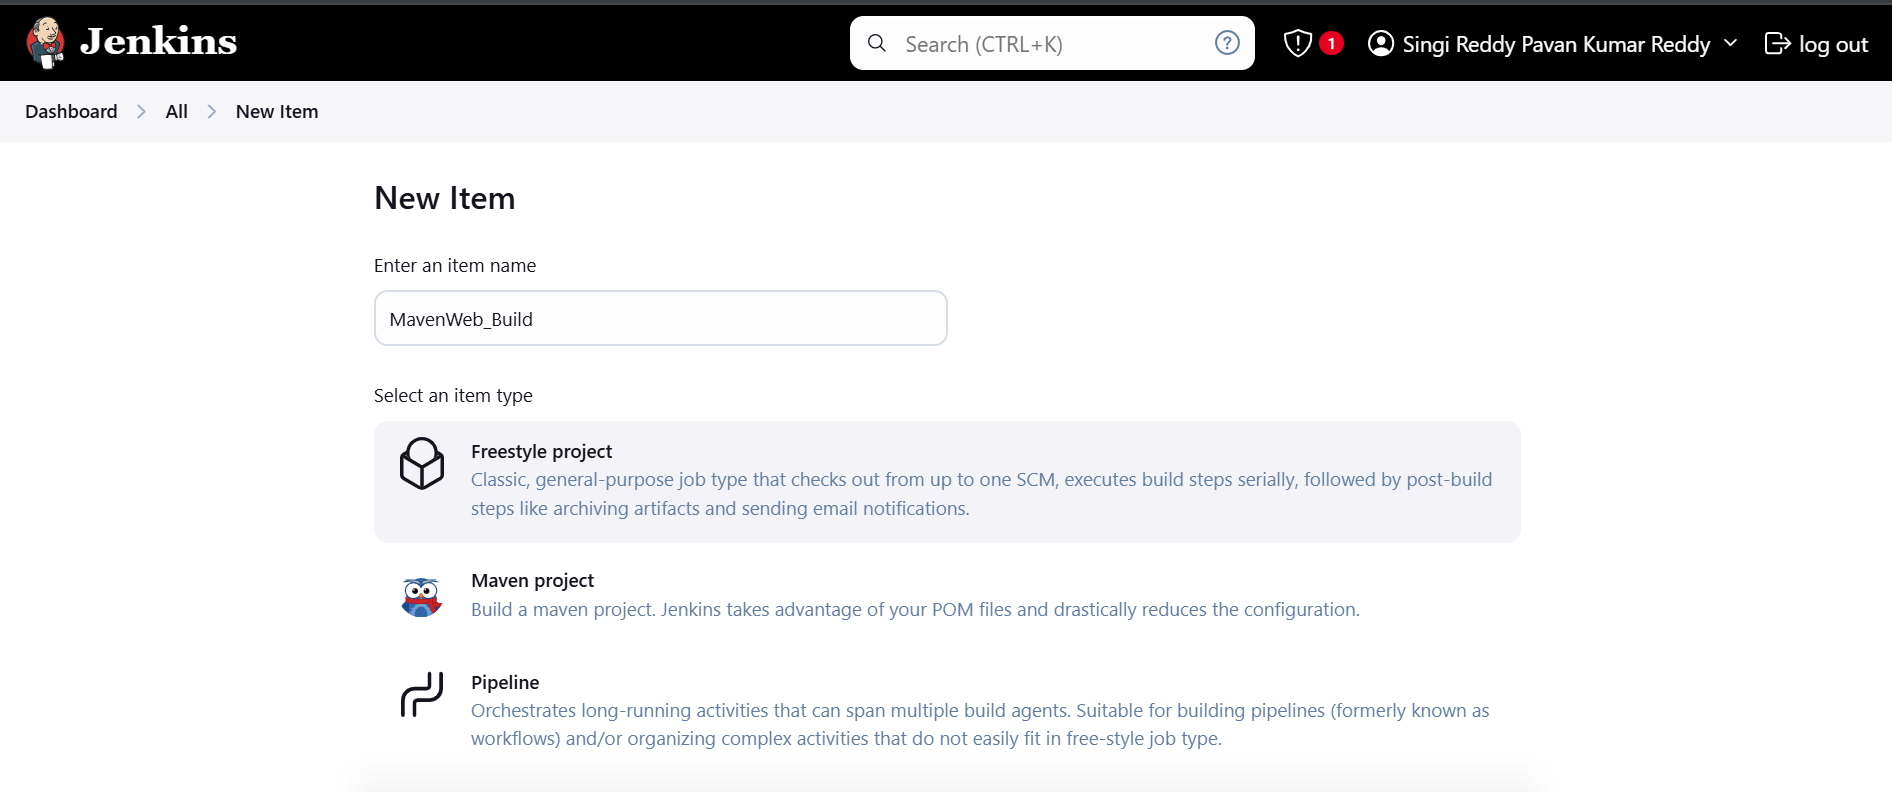 Jenkins
Search (CTRL+K)
?
1
Singi Reddy Pavan Kumar Reddy
log out
Dashboard
All
New Item
New Item
Enter an item name
MavenWeb_Build
Select an item type
Freestyle project
Classic, general-purpose job type that checks out from up to one SCM, executes build steps serially, followed by post-build
steps like archiving artifacts and sending email notifications.
Maven project
Build a maven project. Jenkins takes advantage of your POM files and drastically reduces the configuration.
Pipeline
Orchestrates long-running activities that can span multiple build agents. Suitable for building pipelines (formerly known as
workflows) and/or organizing complex activities that do not easily fit in free-style job type.